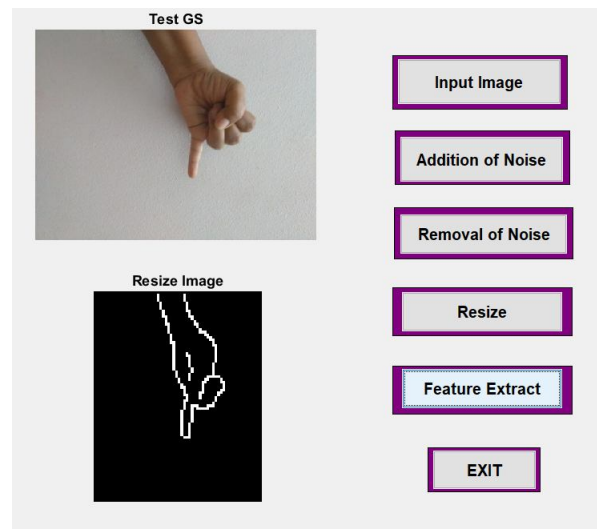 Test GS
Input Image
Addition of Noise
Removal of Noise
Resize Image
Resize
Feature Extract
EXIT